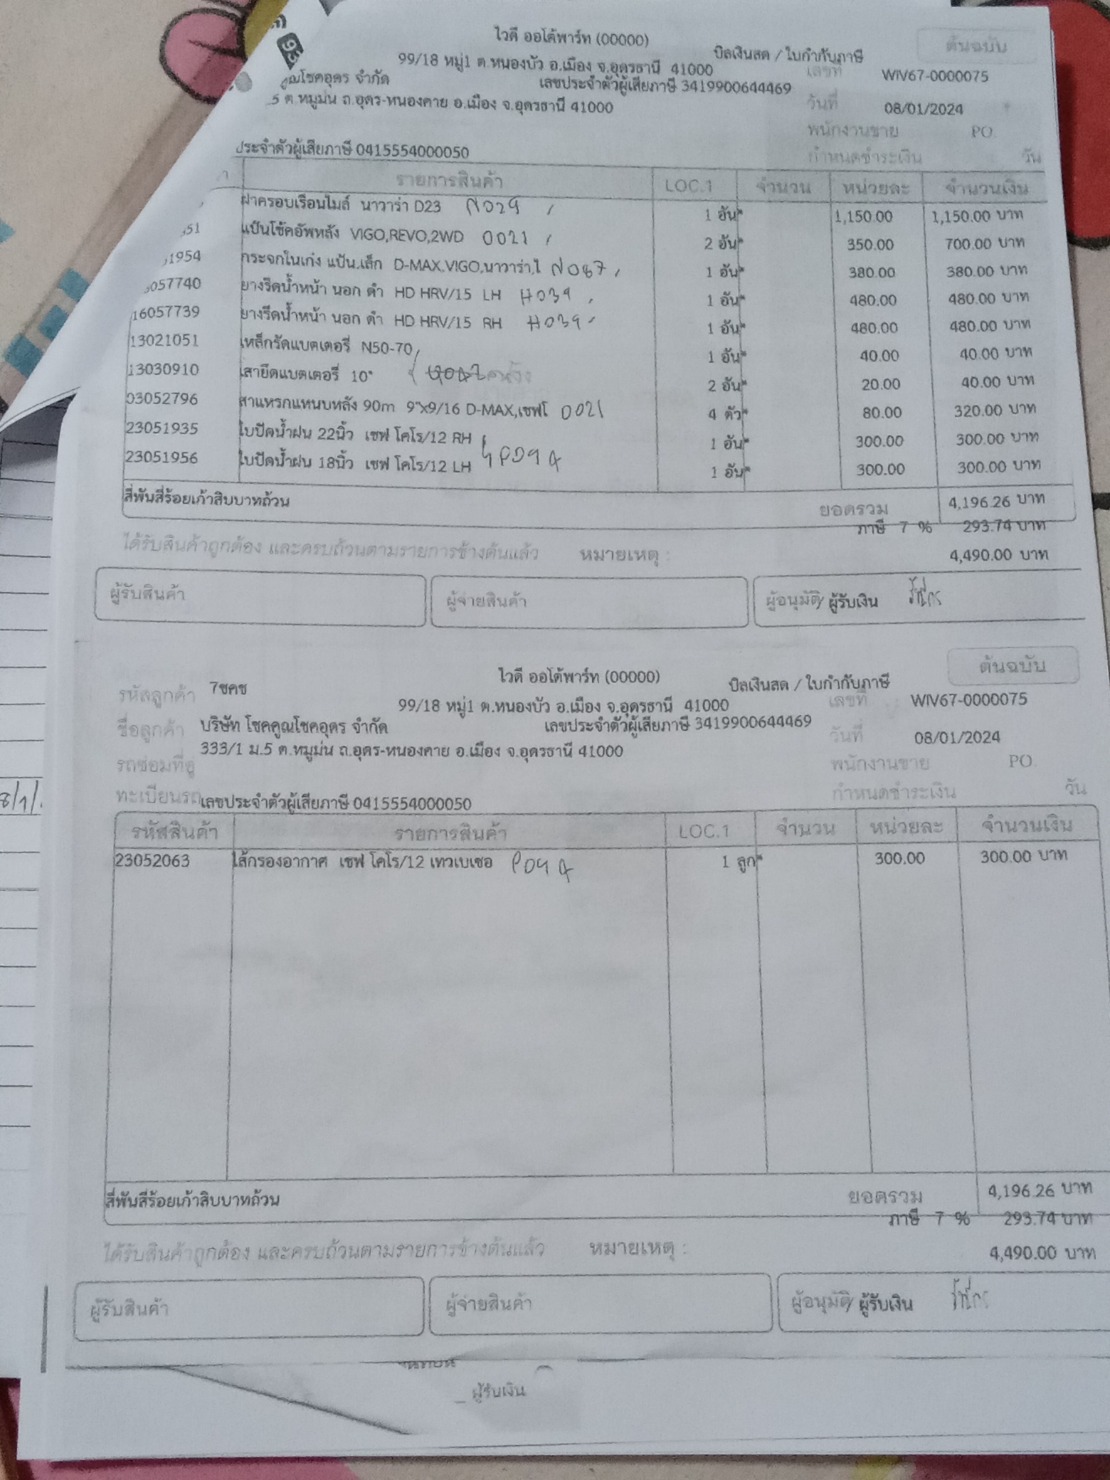 ไวดี ออโต้พาร์ท (00000)
ต้นฉบับ
99/18 หมู่1 ต.หนองบัว อ.เมือง จ.อุดรธานี 41000 บิลเงินสด / ใบกำกับภาษี
คูณโชคอุดร จำกัด เลขประจำตัวผู้เสียภาษี 3419900644469 เลขที่ WIV67-0000075
5 ต.หมูม่น ถ.อุดร-หนองคาย อ.เมือง จ.อุดรธานี 41000 วันที่ 08/01/2024
พนักงานขาย PO
ประจำตัวผู้เสียภาษี 0415554000050 กำหนดชำระเงิน วัน
รายการสินค้า LOC.1 จำนวน หน่วยละ จำนวนเงิน
ฝาครอบเรือนไมล์ นาวาร่า D23 N029 1 อัน* 1,150.00 1,150.00 บาท
51 แป้นโช้คอัพหลัง VIGO,REVO,2WD 0021 2 อัน* 350.00 700.00 บาท
1954 กระจกในเก๋ง แป้น.เล็ก D-MAX,VIGO,นาวาร่า,ไ N087 1 อัน* 380.00 380.00 บาท
6057740 ยางรีดน้ำหน้า นอก ดำ HD HRV/15 LH H039 1 อัน* 480.00 480.00 บาท
16057739 ยางรีดน้ำหน้า นอก ดำ HD HRV/15 RH H039 1 อัน* 480.00 480.00 บาท
13021051 เหล็กรัดแบตเตอรี่ N50-70 1 อัน* 40.00 40.00 บาท
13030910 เสายึดแบตเตอรี่ 10" 2 อัน* 20.00 40.00 บาท
03052796 สาแหรกแหนบหลัง 90m 9"x9/16 D-MAX,เชฟโ 0021 4 ตัว* 80.00 320.00 บาท
23051935 ใบปัดน้ำฝน 22นิ้ว เชฟ โคโร/12 RH 1 อัน* 300.00 300.00 บาท
23051956 ใบปัดน้ำฝน 18นิ้ว เชฟ โคโร/12 LH 1 อัน* 300.00 300.00 บาท
สี่พันสี่ร้อยเก้าสิบบาทถ้วน ยอดรวม 4,196.26 บาท
ภาษี 7 % 293.74 บาท
ได้รับสินค้าถูกต้อง และครบถ้วนตามรายการข้างต้นแล้ว หมายเหตุ : 4,490.00 บาท
ผู้รับสินค้า ผู้จ่ายสินค้า ผู้อนุมัติ/ผู้รับเงิน
ไวดี ออโต้พาร์ท (00000)
ต้นฉบับ
รหัสลูกค้า 7ชคช บิลเงินสด / ใบกำกับภาษี
99/18 หมู่1 ต.หนองบัว อ.เมือง จ.อุดรธานี 41000 เลขที่ WIV67-0000075
ชื่อลูกค้า บริษัท โชคคูณโชคอุดร จำกัด เลขประจำตัวผู้เสียภาษี 3419900644469
333/1 ม.5 ต.หมูม่น ถ.อุดร-หนองคาย อ.เมือง จ.อุดรธานี 41000 วันที่ 08/01/2024
รถซ่อมที่อู่ พนักงานขาย PO
ทะเบียนรถ เลขประจำตัวผู้เสียภาษี 0415554000050 กำหนดชำระเงิน วัน
รหัสสินค้า รายการสินค้า LOC.1 จำนวน หน่วยละ จำนวนเงิน
23052063 ไส้กรองอากาศ เชฟ โคโร/12 เทวเบเชอ 1 ลูก* 300.00 300.00 บาท
สี่พันสี่ร้อยเก้าสิบบาทถ้วน ยอดรวม 4,196.26 บาท
ภาษี 7 % 293.74 บาท
ได้รับสินค้าถูกต้อง และครบถ้วนตามรายการข้างต้นแล้ว หมายเหตุ : 4,490.00 บาท
ผู้รับสินค้า ผู้จ่ายสินค้า ผู้อนุมัติ/ผู้รับเงิน
ผู้รับเงิน